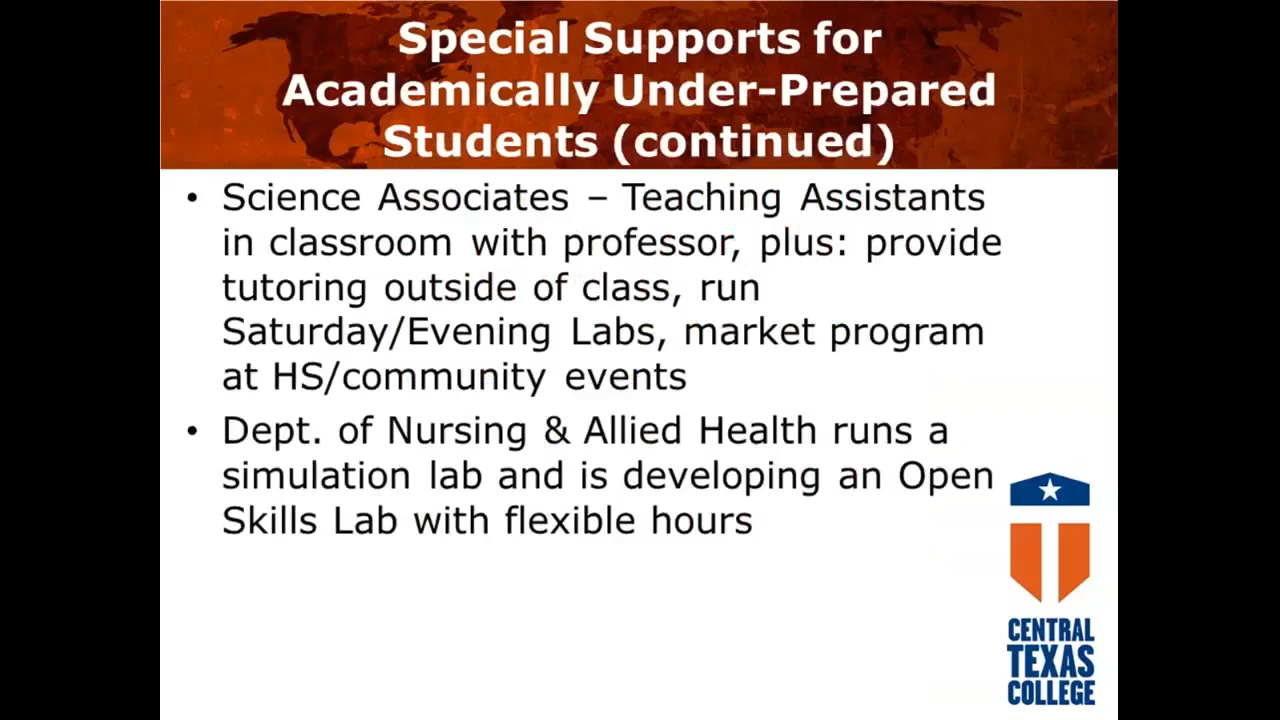 Special Supports for
Academically Under-Prepared
Students (continued)
• Science Associates – Teaching Assistants
in classroom with professor, plus: provide
tutoring outside of class, run
Saturday/Evening Labs, market program
at HS/community events
• Dept. of Nursing & Allied Health runs a
simulation lab and is developing an Open
Skills Lab with flexible hours
CENTRAL
TEXAS
COLLEGE